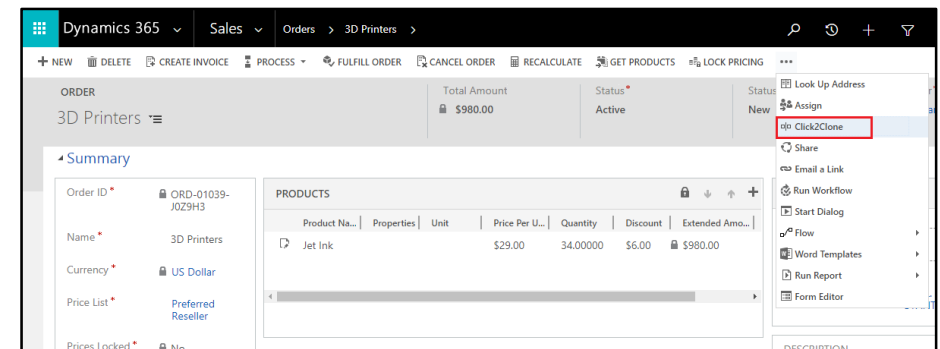 Dynamics 365 Sales Orders > 3D Printers >
NEW DELETE CREATE INVOICE PROCESS FULFILL ORDER CANCEL ORDER RECALCULATE GET PRODUCTS LOCK PRICING ...
ORDER
3D Printers
Total Amount
$980.00
Status*
Active
Status
New
Look Up Address
Assign
Click2Clone
Share
Email a Link
Run Workflow
Start Dialog
Flow
Word Templates
Run Report
Form Editor
Summary
Order ID*
ORD-01039-
J0Z9H3
Name*
3D Printers
Currency*
US Dollar
Price List*
Preferred
Reseller
Prices Locked*
No
PRODUCTS
Product Na... Properties Unit Price Per U... Quantity Discount Extended Amo...
Jet Ink $29.00 34.00000 $6.00 $980.00
DESCRIPTION